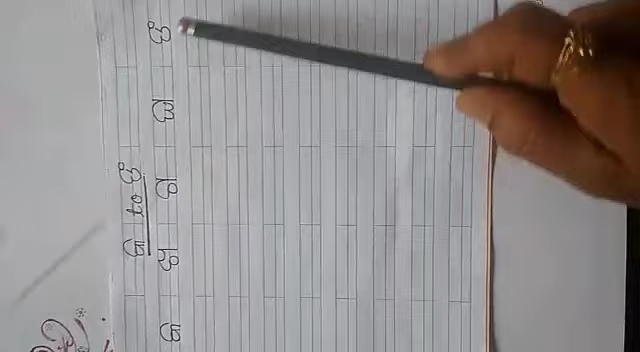 ತ to ನ
ತ ಥ ದ ಧ ನ